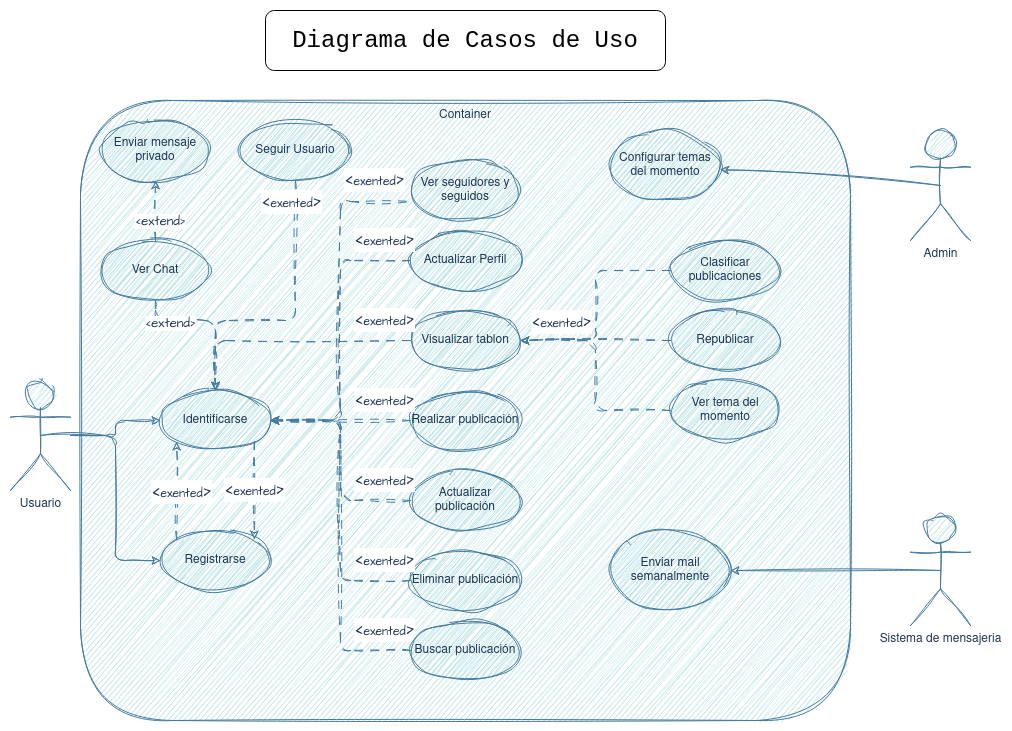 Diagrama de Casos de Uso
Container
Enviar mensaje
privado
Seguir Usuario
<exented>
Ver seguidores y
seguidos
Configurar temas
del momento
<exented>
<extend>
Ver Chat
<exented>
Actualizar Perfil
Clasificar
publicaciones
Admin
<extend>
<exented>
Visualizar tablon
<exented>
Republicar
Identificarse
<exented>
Realizar publicación
Ver tema del
momento
Usuario
<exented>
<exented>
<exented>
Actualizar
publicación
Registrarse
<exented>
Eliminar publicación
Enviar mail
semanalmente
<exented>
Buscar publicación
Sistema de mensajeria